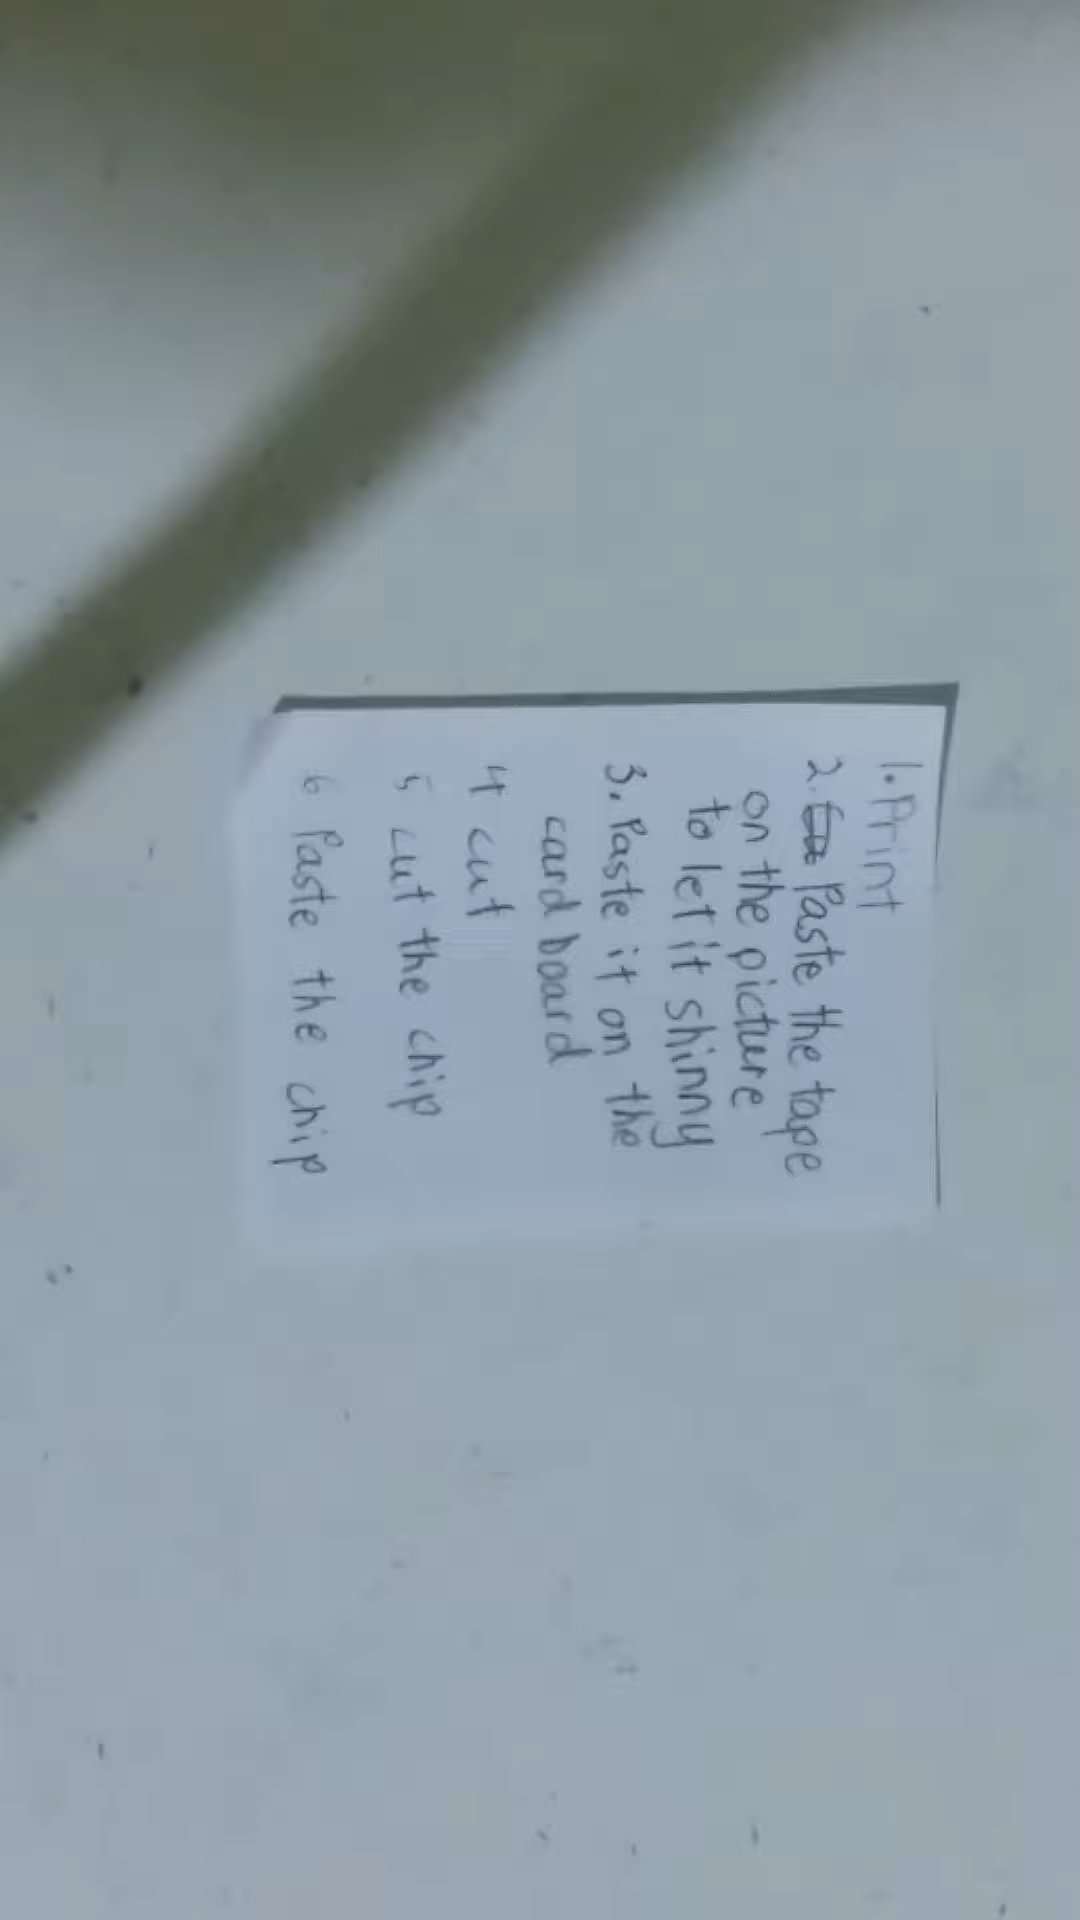 1. Print
2. Paste the tape
on the picture
to let it shinny
3. Paste it on the
card board
4 cut
5 cut the chip
6 Paste the chip